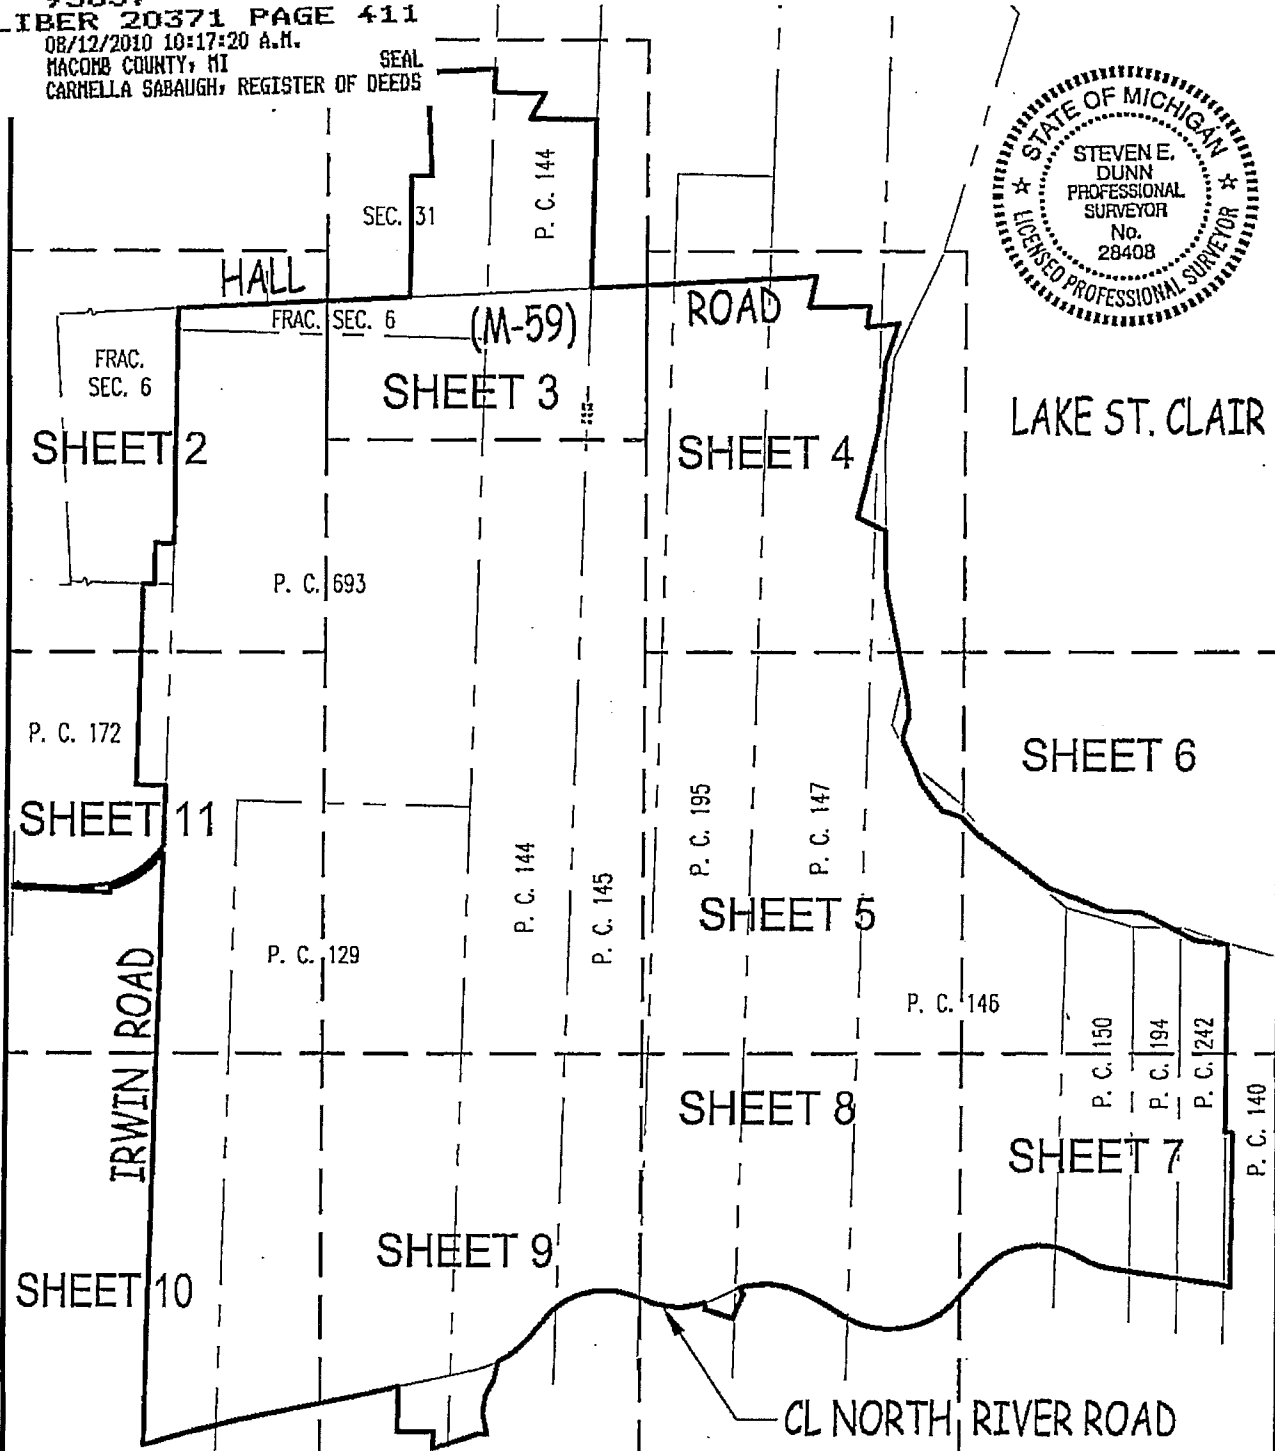 LIBER 20371 PAGE 411
08/12/2010 10:17:20 A.M.
MACOMB COUNTY, MI SEAL
CARMELLA SABAUGH, REGISTER OF DEEDS
STATE OF MICHIGAN
STEVEN E.
DUNN
PROFESSIONAL
SURVEYOR
No.
28408
LICENSED PROFESSIONAL SURVEYOR
P. C. 144
SEC. 31
HALL
ROAD
FRAC. SEC. 6
(M-59)
FRAC.
SEC. 6
SHEET 3
LAKE ST. CLAIR
SHEET 2
SHEET 4
P. C. 693
P. C. 172
SHEET 6
SHEET 11
P. C. 195
P. C. 147
P. C. 144
P. C. 145
SHEET 5
P. C. 129
P. C. 146
IRWIN ROAD
P. C. 150
P. C. 194
P. C. 242
P. C. 140
SHEET 8
SHEET 7
SHEET 9
SHEET 10
CL NORTH RIVER ROAD